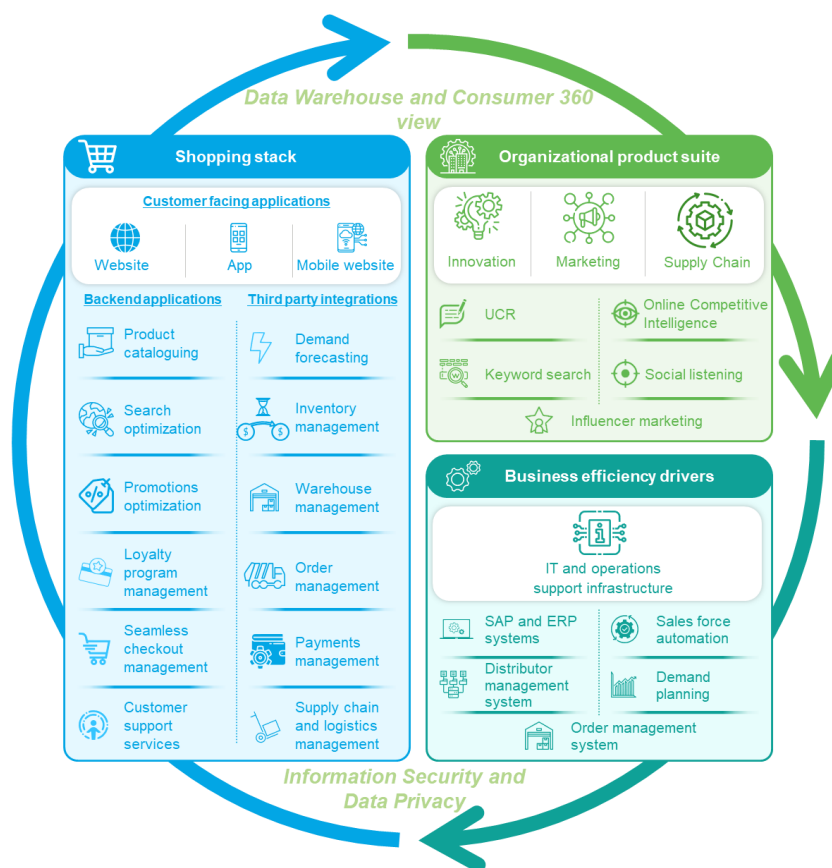 Data Warehouse and Consumer 360
view
Shopping stack
Customer facing applications
Website
App
Mobile website
Backend applications
Third party integrations
Product
cataloguing
Demand
forecasting
Search
optimization
Inventory
management
Promotions
optimization
Warehouse
management
Loyalty
program
management
Order
management
Seamless
checkout
management
Payments
management
Customer
support
services
Supply chain
and logistics
management
Organizational product suite
Innovation
Marketing
Supply Chain
UCR
Online Competitive
Intelligence
Keyword search
Social listening
Influencer marketing
Business efficiency drivers
IT and operations
support infrastructure
SAP and ERP
systems
Sales force
automation
Distributor
management
system
Demand
planning
Order management
system
Information Security and
Data Privacy